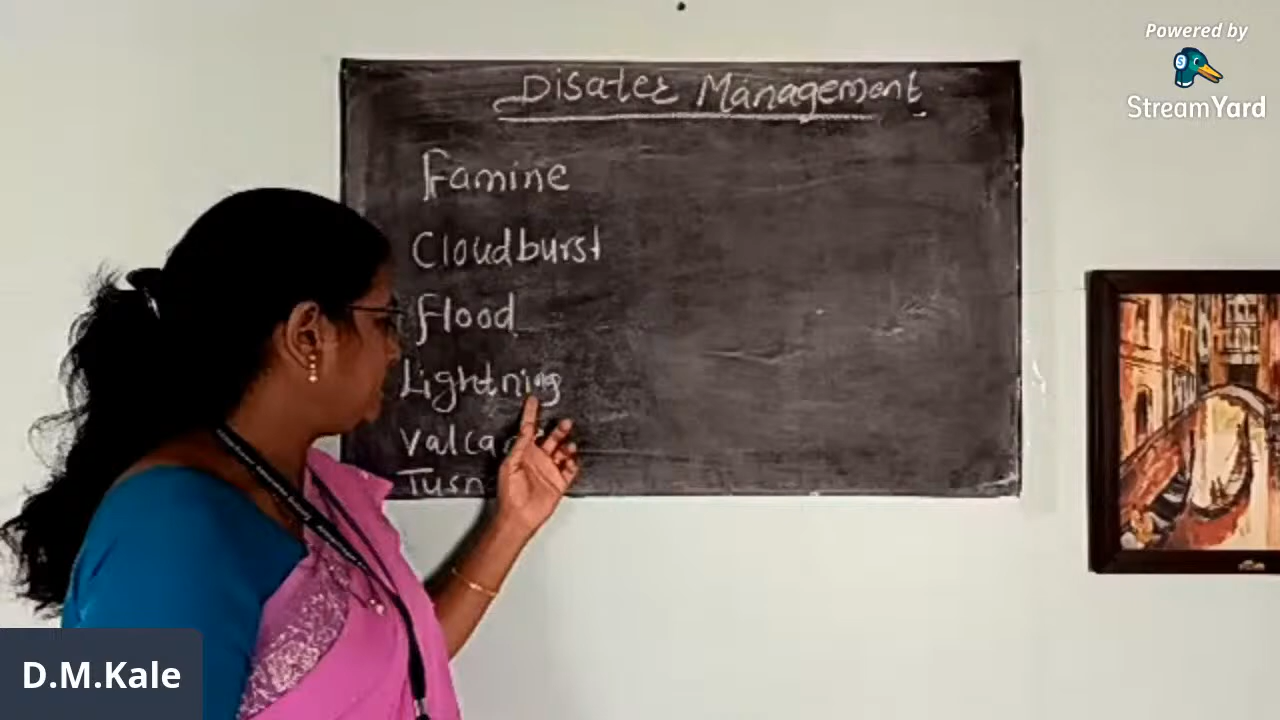 Powered by
StreamYard
Disater Management
Famine
Cloudburst
Flood
Lightning
D.M.Kale